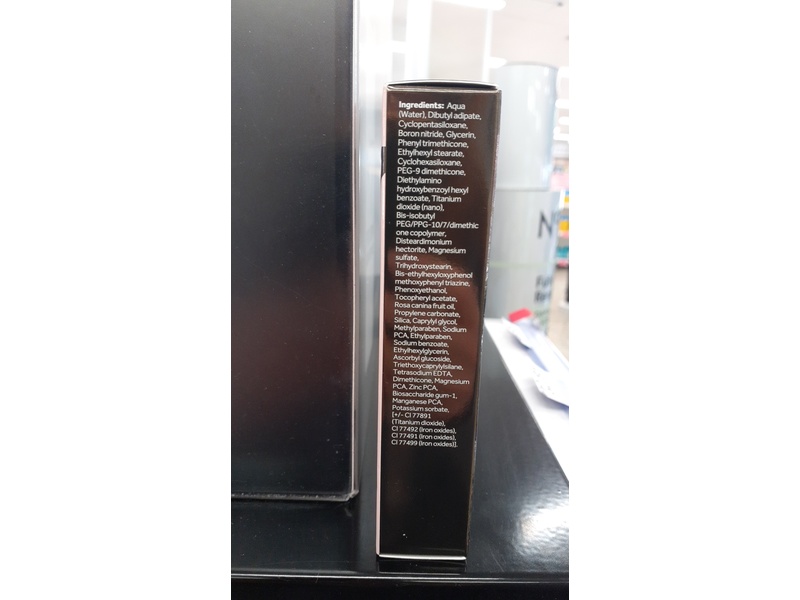 Ingredients: Aqua
(Water), Dibutyl adipate,
Cyclopentasiloxane,
Boron nitride, Glycerin,
Phenyl trimethicone,
Ethylhexyl stearate,
Cyclohexasiloxane,
PEG-9 dimethicone,
Diethylamino
hydroxybenzoyl hexyl
benzoate, Titanium
dioxide (nano),
Bis-isobutyl
PEG/PPG-10/7/dimethic
one copolymer,
Disteardimonium
hectorite, Magnesium
sulfate,
Trihydroxystearin,
Bis-ethylhexyloxyphenol
methoxyphenyl triazine,
Phenoxyethanol,
Tocopheryl acetate,
Rosa canina fruit oil,
Propylene carbonate,
Silica, Caprylyl glycol,
Methylparaben, Sodium
PCA, Ethylparaben,
Sodium benzoate,
Ethylhexylglycerin,
Ascorbyl glucoside,
Triethoxycaprylylsilane,
Tetrasodium EDTA,
Dimethicone, Magnesium
PCA, Zinc PCA,
Biosaccharide gum-1,
Manganese PCA,
Potassium sorbate,
[+/- CI 77891
(Titanium dioxide),
CI 77492 (Iron oxides),
CI 77491 (Iron oxides),
CI 77499 (Iron oxides)].